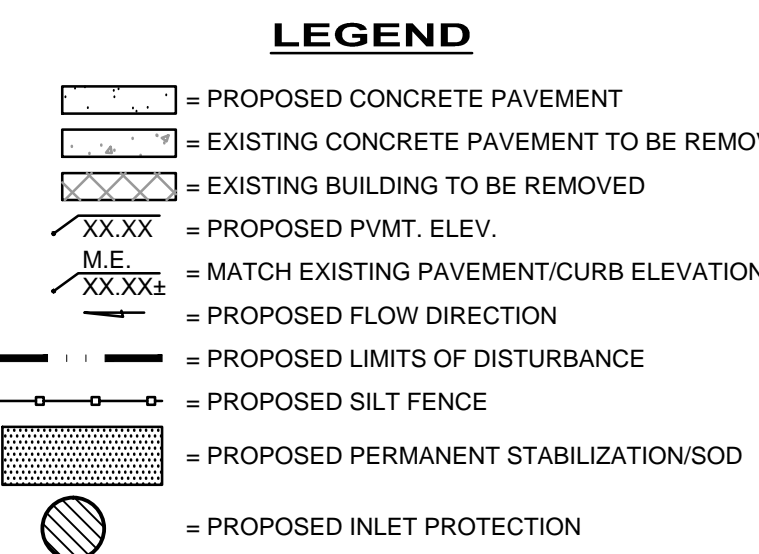 LEGEND
= PROPOSED CONCRETE PAVEMENT
= EXISTING CONCRETE PAVEMENT TO BE REMOV
= EXISTING BUILDING TO BE REMOVED
XX.XX = PROPOSED PVMT. ELEV.
M.E.
XX.XX± = MATCH EXISTING PAVEMENT/CURB ELEVATION
= PROPOSED FLOW DIRECTION
= PROPOSED LIMITS OF DISTURBANCE
= PROPOSED SILT FENCE
= PROPOSED PERMANENT STABILIZATION/SOD
= PROPOSED INLET PROTECTION